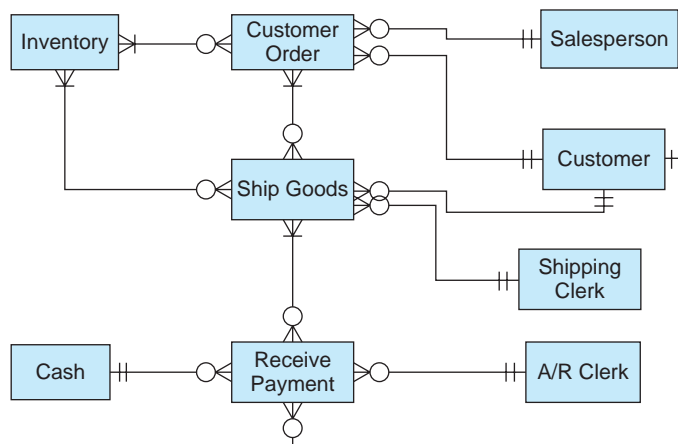 Inventory
Customer
Order
Salesperson
Customer
Ship Goods
Shipping
Clerk
Cash
Receive
Payment
A/R Clerk